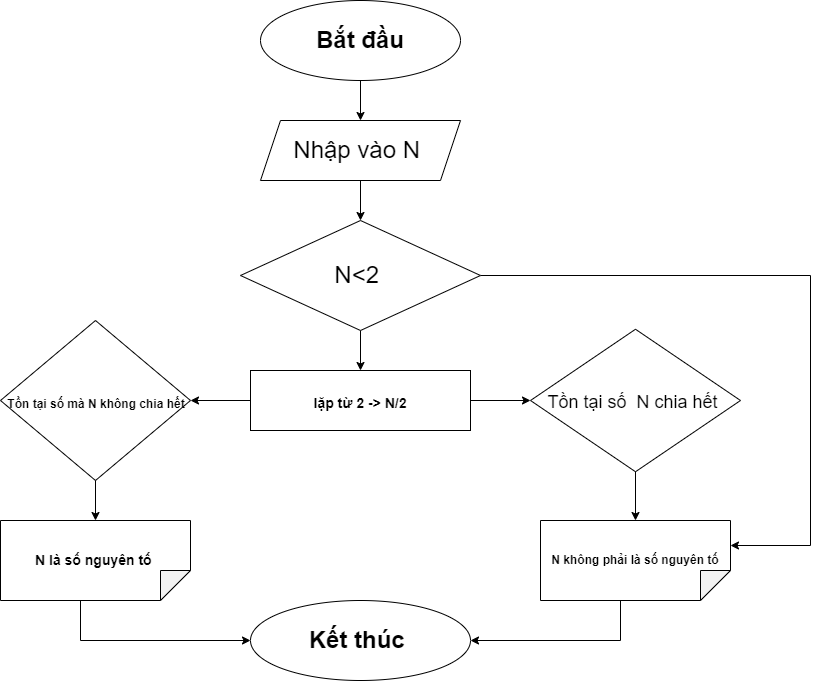 Bắt đầu
Nhập vào N
N<2
Tồn tại số mà N không chia hết
lặp từ 2 -> N/2
Tồn tại số  N chia hết
N là số nguyên tố
N không phải là số nguyên tố
Kết thúc